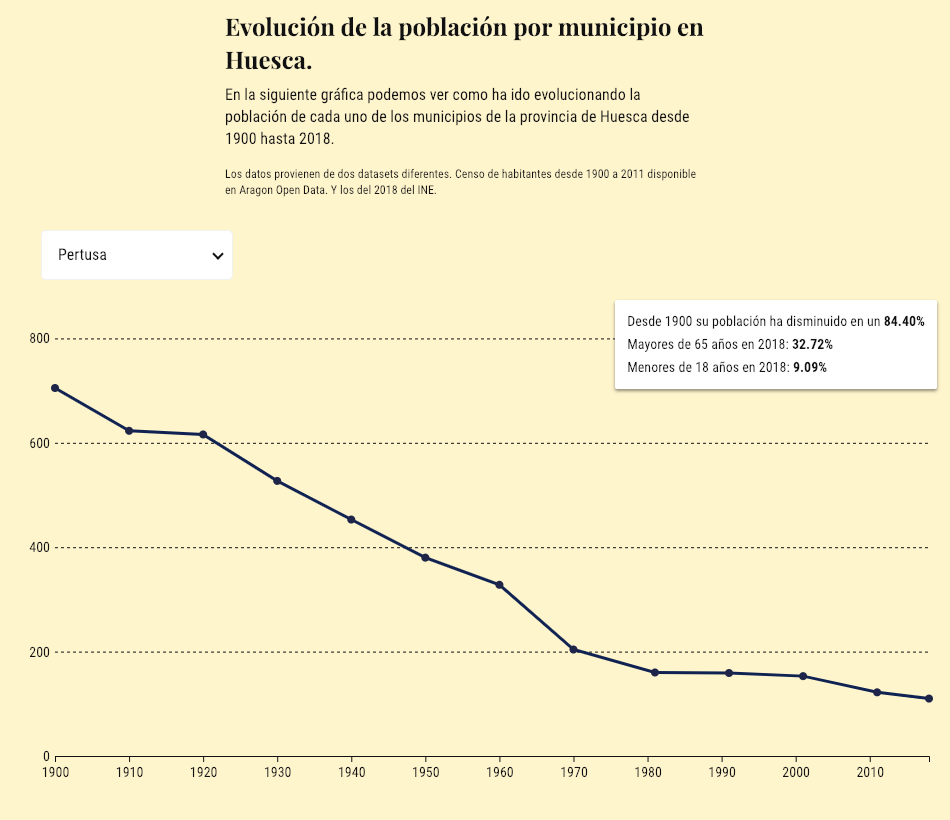 Evolución de la población por municipio en
Huesca.
En la siguiente gráfica podemos ver como ha ido evolucionando la
población de cada uno de los municipios de la provincia de Huesca desde
1900 hasta 2018.
Los datos provienen de dos datasets diferentes. Censo de habitantes desde 1900 a 2011 disponible
en Aragon Open Data. Y los del 2018 del INE.
Pertusa
Desde 1900 su población ha disminuido en un 84.40%
Mayores de 65 años en 2018: 32.72%
Menores de 18 años en 2018: 9.09%
800
600
400
200
0
1900 1910 1920 1930 1940 1950 1960 1970 1980 1990 2000 2010